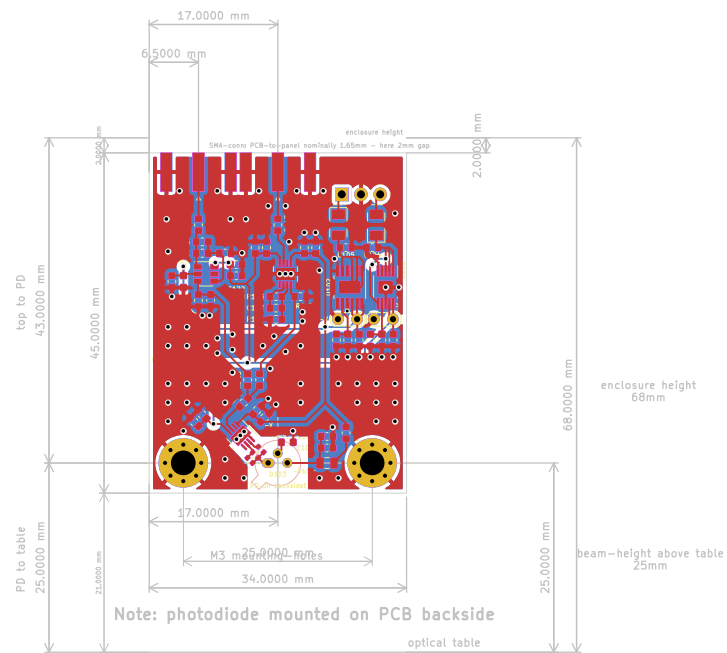 17.0000 mm
6.5000 mm
enclosure height
SMA-conn: PCB-to-panel nominally 1.65mm - here 2mm gap
2.0000 mm
2.0000 mm
top to PD
43.0000 mm
45.0000 mm
68.0000 mm
enclosure height
68mm
PD to table
25.0000 mm
21.0000 mm
17.0000 mm
25.0000 mm
M3 mounting-holes
34.0000 mm
25.0000 mm
beam-height above table
25mm
Note: photodiode mounted on PCB backside
optical table